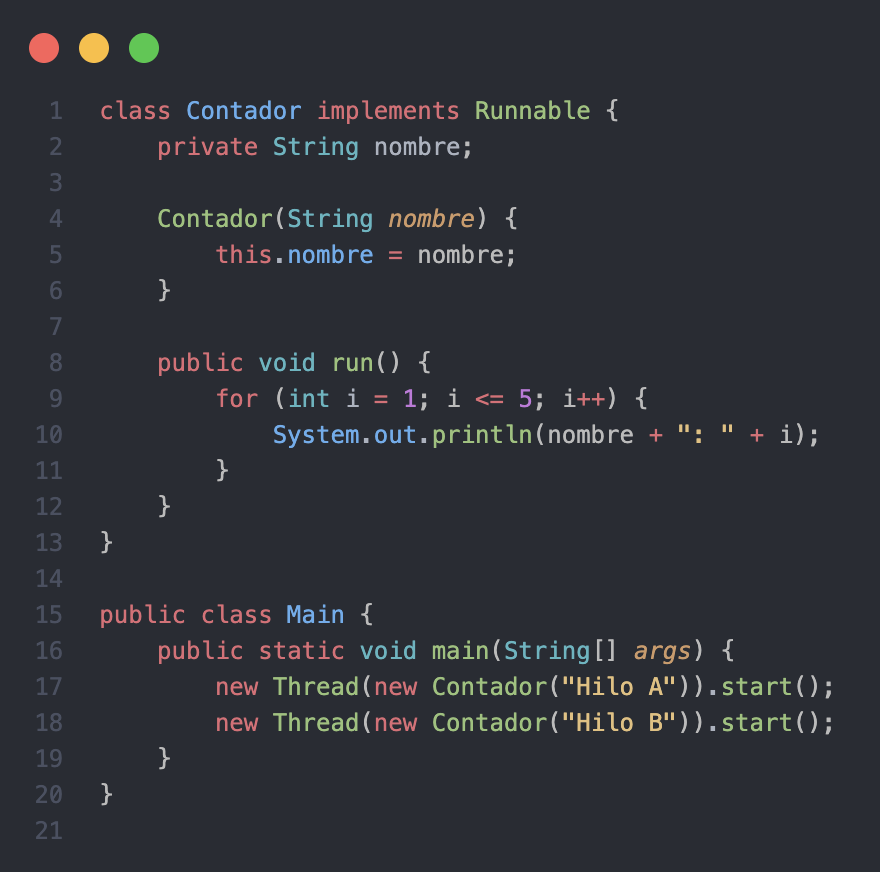 1 class Contador implements Runnable {
2     private String nombre;
3
4     Contador(String nombre) {
5         this.nombre = nombre;
6     }
7
8     public void run() {
9         for (int i = 1; i <= 5; i++) {
10             System.out.println(nombre + ": " + i);
11         }
12     }
13 }
14
15 public class Main {
16     public static void main(String[] args) {
17         new Thread(new Contador("Hilo A")).start();
18         new Thread(new Contador("Hilo B")).start();
19     }
20 }
21